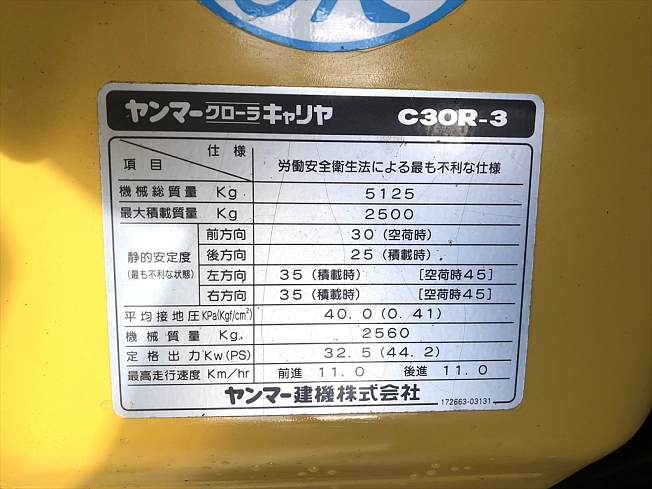 ヤンマークローラキャリヤ C30R-3
項目 仕様 労働安全衛生法による最も不利な仕様
機械総質量 Kg 5125
最大積載質量 Kg 2500
静的安定度 (最も不利な状態)
前方向 30 (空荷時)
後方向 25 (積載時)
左方向 35 (積載時) [空荷時45]
右方向 35 (積載時) [空荷時45]
平均接地圧 KPa(Kgf/cm²) 40.0 (0.41)
機械質量 Kg. 2560
定格出力 Kw(PS) 32.5 (44.2)
最高走行速度 Km/hr 前進 11.0 後進 11.0
ヤンマー建機株式会社 172663-03131